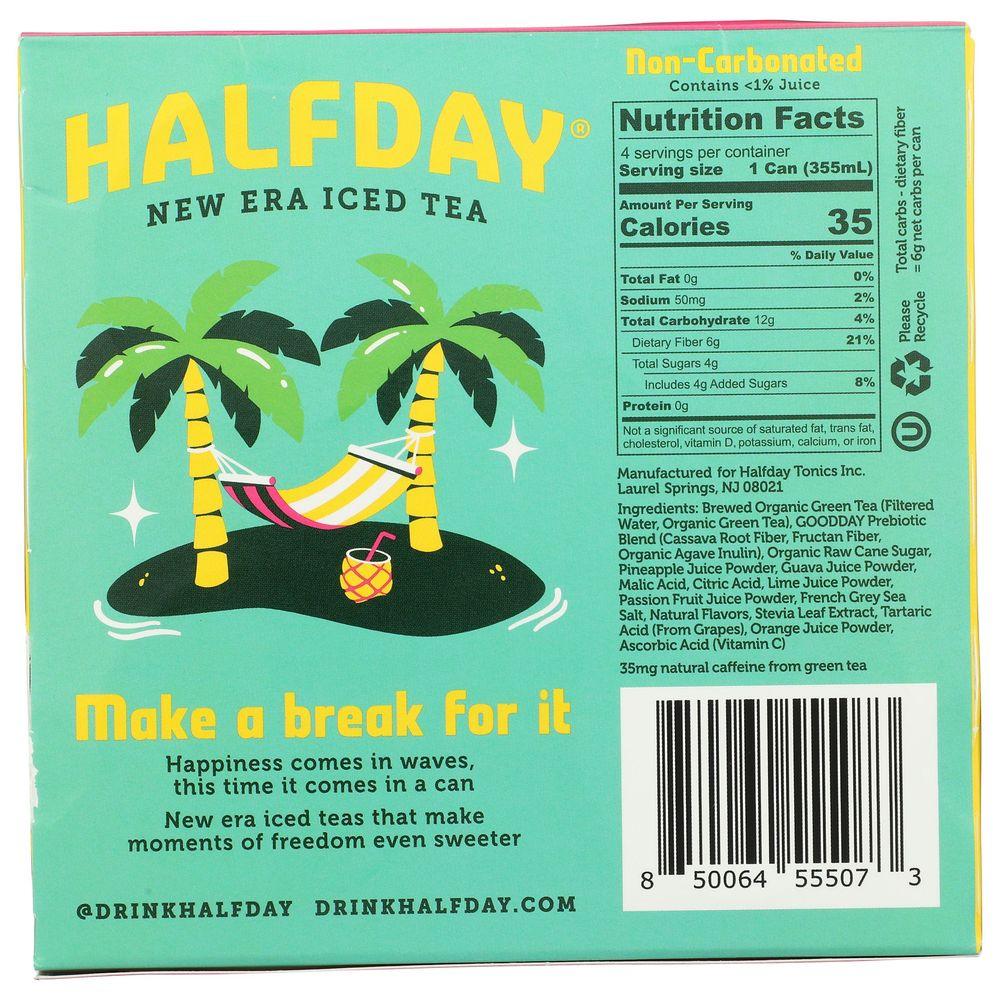 HALFDAY®
NEW ERA ICED TEA
Make a break for it
Happiness comes in waves,
this time it comes in a can
New era iced teas that make
moments of freedom even sweeter
@DRINKHALFDAY DRINKHALFDAY.COM
Non-Carbonated
Contains <1% Juice
Nutrition Facts
4 servings per container
Serving size 1 Can (355mL)
Amount Per Serving
Calories 35
% Daily Value
Total Fat 0g 0%
Sodium 50mg 2%
Total Carbohydrate 12g 4%
Dietary Fiber 6g 21%
Total Sugars 4g
Includes 4g Added Sugars 8%
Protein 0g
Not a significant source of saturated fat, trans fat,
cholesterol, vitamin D, potassium, calcium, or iron
Total carbs - dietary fiber
= 6g net carbs per can
Please
Recycle
U
Manufactured for Halfday Tonics Inc.
Laurel Springs, NJ 08021
Ingredients: Brewed Organic Green Tea (Filtered
Water, Organic Green Tea), GOODDAY Prebiotic
Blend (Cassava Root Fiber, Fructan Fiber,
Organic Agave Inulin), Organic Raw Cane Sugar,
Pineapple Juice Powder, Guava Juice Powder,
Malic Acid, Citric Acid, Lime Juice Powder,
Passion Fruit Juice Powder, French Grey Sea
Salt, Natural Flavors, Stevia Leaf Extract, Tartaric
Acid (From Grapes), Orange Juice Powder,
Ascorbic Acid (Vitamin C)
35mg natural caffeine from green tea
8 50064 55507 3